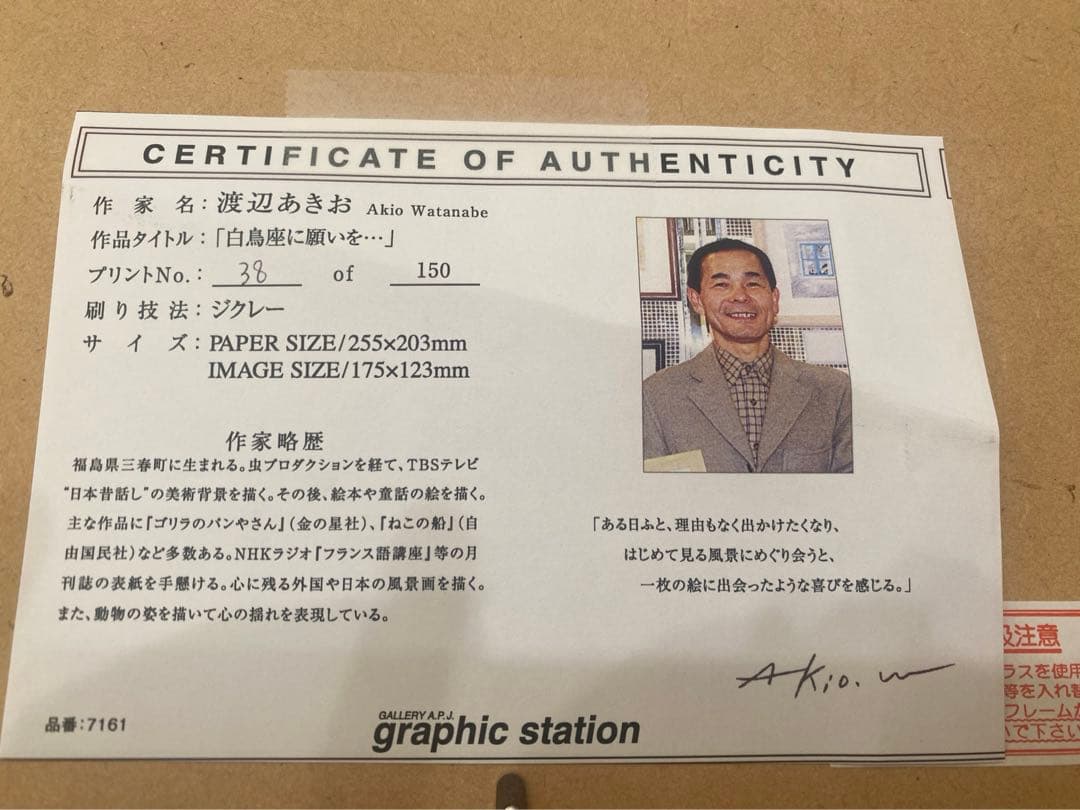 CERTIFICATE OF AUTHENTICITY
作家名：渡辺あきお Akio Watanabe
作品タイトル：「白鳥座に願いを…」
プリントNo.： 38 of 150
刷り技法：ジクレー
サイズ：PAPER SIZE/255×203mm
IMAGE SIZE/175×123mm
作家略歴
福島県三春町に生まれる。虫プロダクションを経て、TBSテレビ
“日本昔話し”の美術背景を描く。その後、絵本や童話の絵を描く。
主な作品に『ゴリラのパンやさん』（金の星社）、『ねこの船』（自
由国民社）など多数ある。NHKラジオ『フランス語講座』等の月
刊誌の表紙を手懸ける。心に残る外国や日本の風景画を描く。
また、動物の姿を描いて心の揺れを表現している。
「ある日ふと、理由もなく出かけたくなり、
はじめて見る風景にめぐり会うと、
一枚の絵に出会ったような喜びを感じる。」
Akio. w
品番：7161
GALLERY A.P.J.
graphic station
注意
ラスを使用
等を入れ替
フレームが
いで下さい